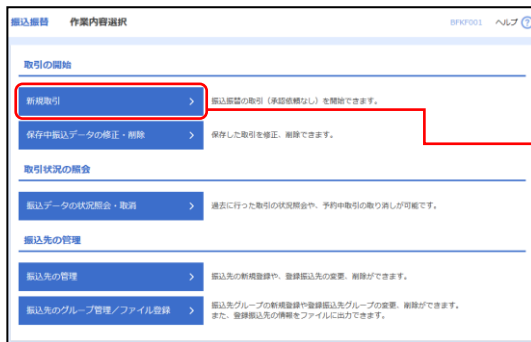 振込振替 作業内容選択 BFKF001 ヘルプ ?
取引の開始
新規取引 振込振替の取引（承認依頼なし）を開始できます。
保存中振込データの修正・削除 保存した取引を修正、削除できます。
取引状況の照会
振込データの状況照会・取消 過去に行った取引の状況照会や、予約中取引の取り消しが可能です。
振込先の管理
振込先の管理 振込先の新規登録や、登録振込先の変更、削除ができます。
振込先のグループ管理／ファイル登録 振込先グループの新規登録や登録振込先グループの変更、削除ができます。
また、登録振込先の情報をファイルに出力できます。